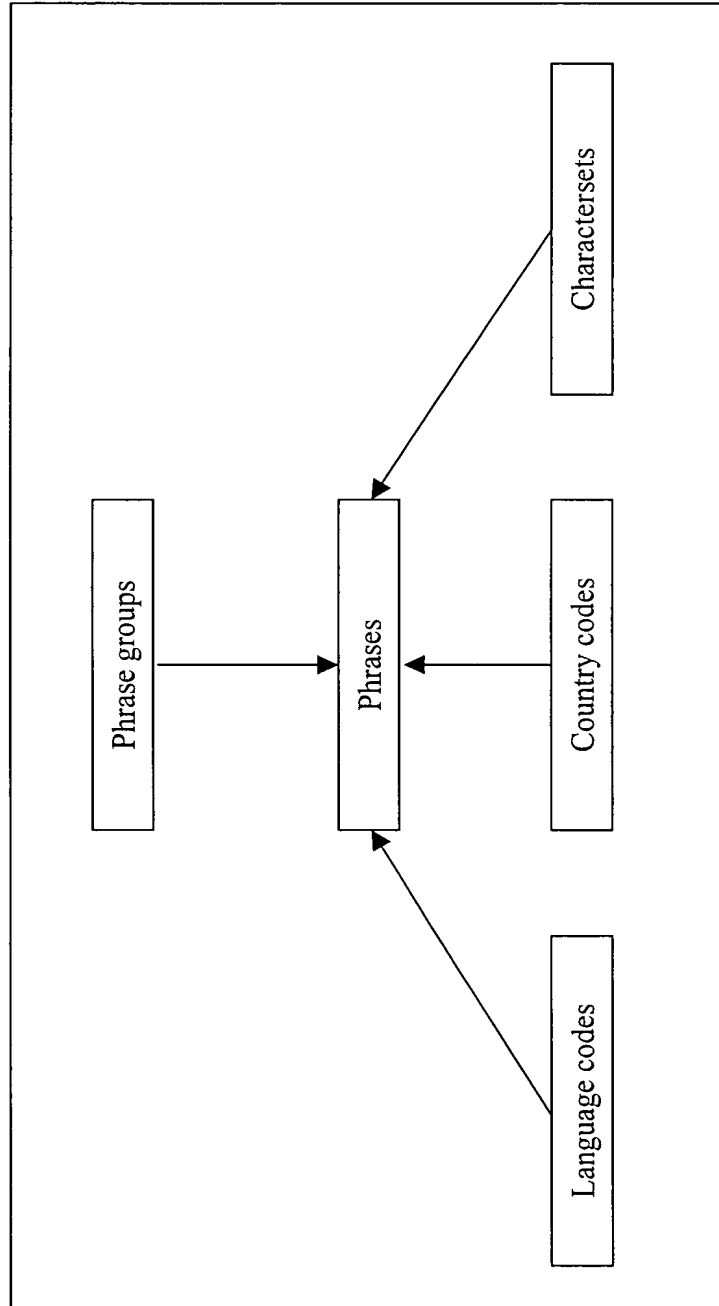 Phrase groups
Phrases
Language codes
Country codes
Charactersets